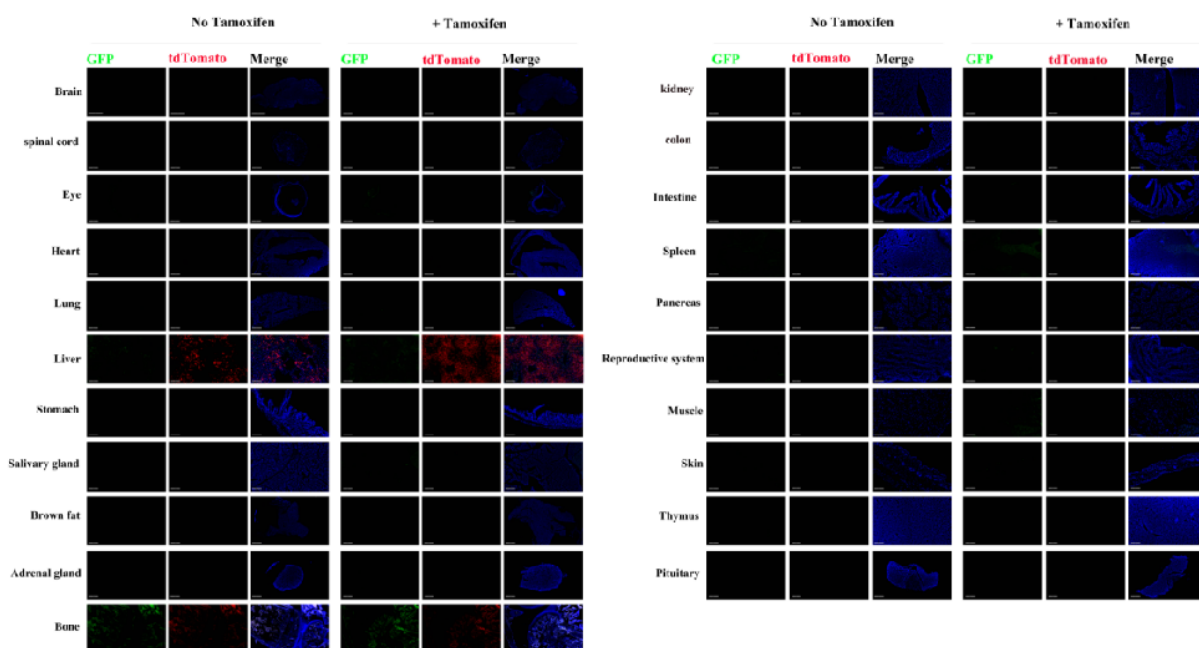 No Tamoxifen + Tamoxifen
GFP tdTomato Merge GFP tdTomato Merge
Brain
spinal cord
Eye
Heart
Lung
Liver
Stomach
Salivary gland
Brown fat
Adrenal gland
Bone
No Tamoxifen + Tamoxifen
GFP tdTomato Merge GFP tdTomato Merge
kidney
colon
Intestine
Spleen
Pancreas
Reproductive system
Muscle
Skin
Thymus
Pituitary